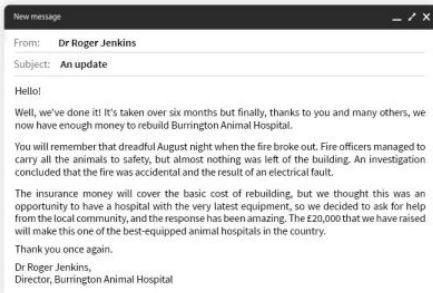 New message
From: Dr Roger Jenkins
Subject: An update
Hello!
Well, we've done it! It's taken over six months but finally, thanks to you and many others, we
now have enough money to rebuild Burrington Animal Hospital.
You will remember that dreadful August night when the fire broke out. Fire officers managed to
carry all the animals to safety, but almost nothing was left of the building. An investigation
concluded that the fire was accidental and the result of an electrical fault.
The insurance money will cover the basic cost of rebuilding, but we thought this was an
opportunity to have a hospital with the very latest equipment, so we decided to ask for help
from the local community, and the response has been amazing. The £20,000 that we have raised
will make this one of the best-equipped animal hospitals in the country.
Thank you once again.
Dr Roger Jenkins,
Director, Burrington Animal Hospital